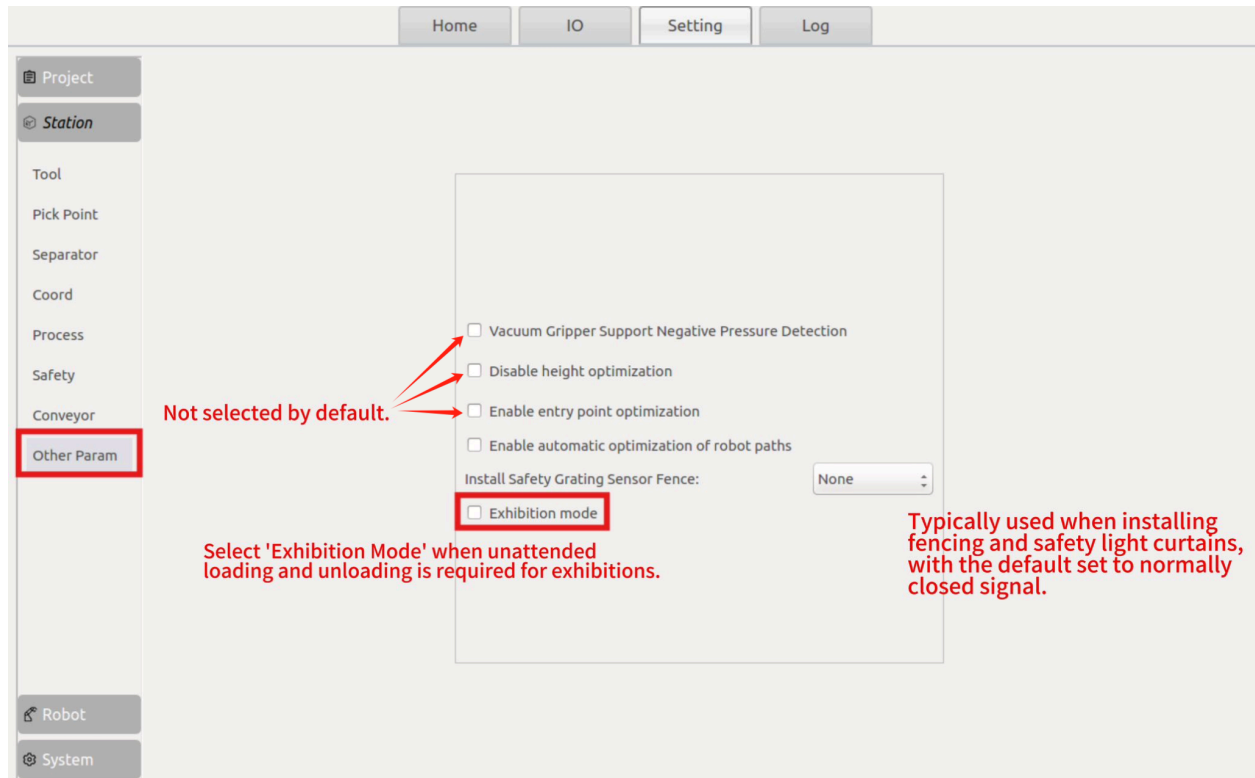 Home
IO
Setting
Log
Project
Station
Tool
Pick Point
Separator
Coord
Process
Safety
Conveyor
Other Param
Robot
System
Vacuum Gripper Support Negative Pressure Detection
Disable height optimization
Not selected by default.
Enable entry point optimization
Enable automatic optimization of robot paths
Install Safety Grating Sensor Fence:
None
Exhibition mode
Select 'Exhibition Mode' when unattended
loading and unloading is required for exhibitions.
Typically used when installing
fencing and safety light curtains,
with the default set to normally
closed signal.